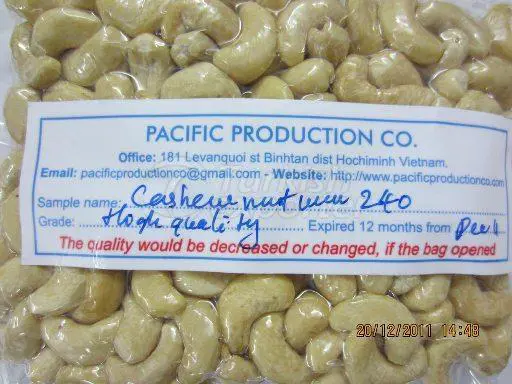 PACIFIC PRODUCTION CO.
Office: 181 Levanquoi st Binhtan dist Hochiminh Vietnam.
Email: pacificproductionco@gmail.com - Website: http://www.pacificproductionco.com
Sample name: Cashew nut ww 240
Grade: High quality Expired 12 months from
The quality would be decreased or changed, if the bag opened
20/12/2011 14:48